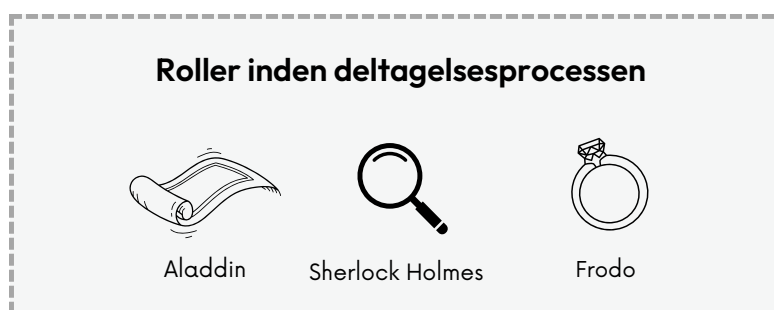 Roller inden deltagelsesprocessen
Aladdin
Sherlock Holmes
Frodo